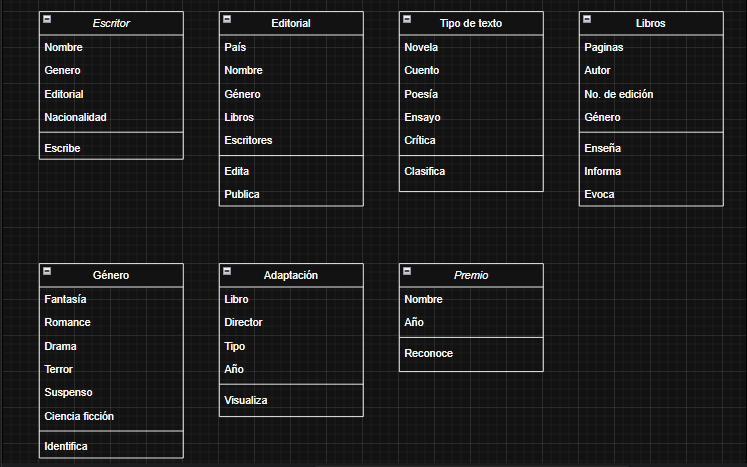 Escritor
Nombre
Genero
Editorial
Nacionalidad
Escribe
Editorial
País
Nombre
Género
Libros
Escritores
Edita
Publica
Tipo de texto
Novela
Cuento
Poesía
Ensayo
Crítica
Clasifica
Libros
Paginas
Autor
No. de edición
Género
Enseña
Informa
Evoca
Género
Fantasía
Romance
Drama
Terror
Suspenso
Ciencia ficción
Identifica
Adaptación
Libro
Director
Tipo
Año
Visualiza
Premio
Nombre
Año
Reconoce